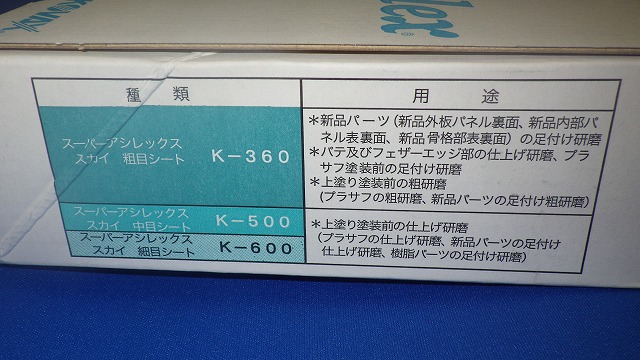 lex
種類
用途
スーパーアシレックス
スカイ 粗目シート K-360
＊新品パーツ（新品外板パネル裏面、新品内部パ
ネル表裏面、新品骨格部表裏面）の足付け研磨
＊パテ及びフェザーエッジ部の仕上げ研磨、プラ
サフ塗装前の足付け研磨
＊上塗り塗装前の粗研磨
（プラサフの粗研磨、新品パーツの足付け粗研磨）
スーパーアシレックス
スカイ 中目シート K-500
スーパーアシレックス
スカイ 細目シート K-600
＊上塗り塗装前の仕上げ研磨
（プラサフの仕上げ研磨、新品パーツの足付け
仕上げ研磨、樹脂パーツの足付け研磨）